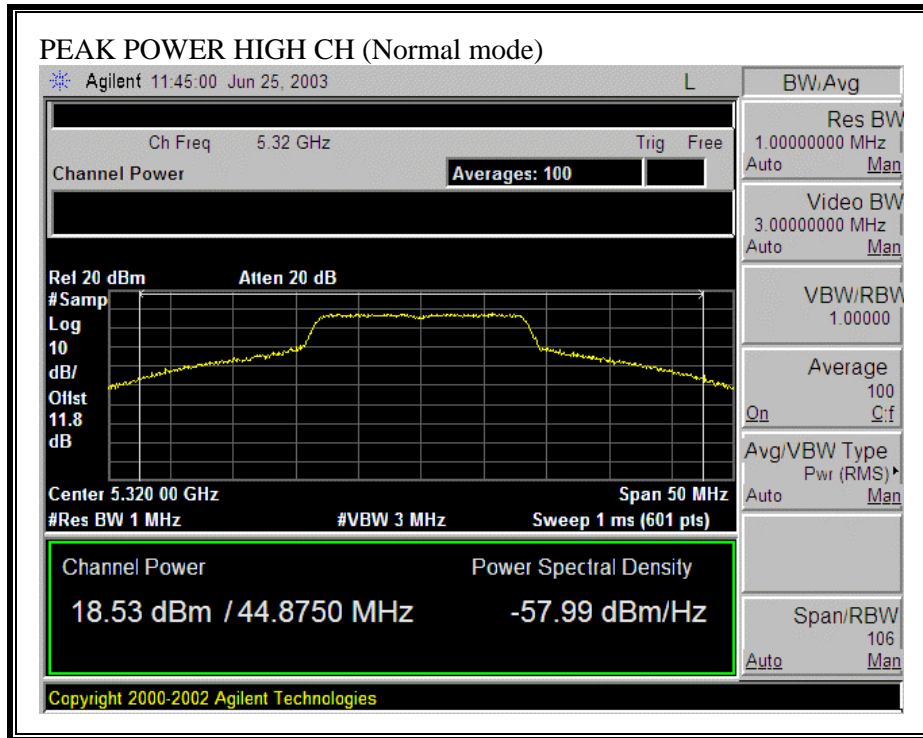 PEAK POWER HIGH CH (Normal mode)
Agilent 11:45:00 Jun 25, 2003 L
BW/Avg
Ch Freq 5.32 GHz Trig Free
Channel Power Averages: 100
Res BW
1.00000000 MHz
Auto Man
Video BW
3.00000000 MHz
Auto Man
VBW/RBW
1.00000
Average
100
On Off
Avg/VBW Type
Pwr (RMS)
Auto Man
Span/RBW
106
Auto Man
Ref 20 dBm Atten 20 dB
#Samp
Log
10
dB/
Offst
11.8
dB
Center 5.320 00 GHz Span 50 MHz
#Res BW 1 MHz #VBW 3 MHz Sweep 1 ms (601 pts)
Channel Power Power Spectral Density
18.53 dBm / 44.8750 MHz -57.99 dBm/Hz
Copyright 2000-2002 Agilent Technologies